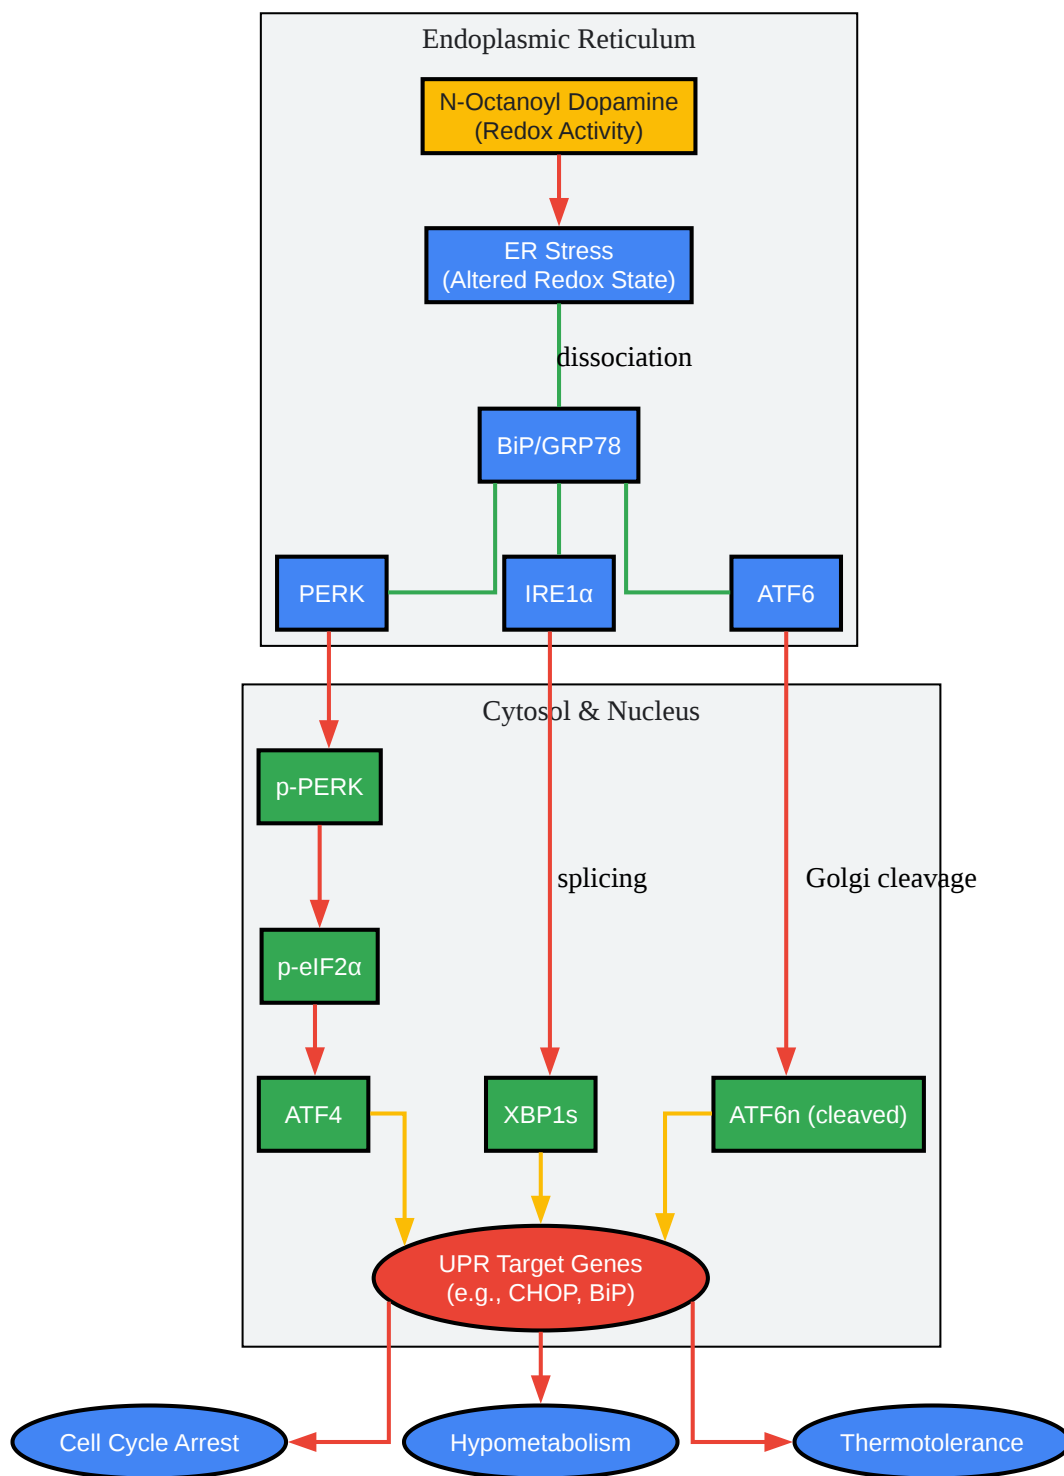 Endoplasmic Reticulum
N-Octanoyl Dopamine
(Redox Activity)
ER Stress
(Altered Redox State)
dissociation
BiP/GRP78
PERK
IRE1α
ATF6
Cytosol & Nucleus
p-PERK
splicing
Golgi cleavage
p-eIF2α
ATF4
XBP1s
ATF6n (cleaved)
UPR Target Genes
(e.g., CHOP, BiP)
Cell Cycle Arrest
Hypometabolism
Thermotolerance